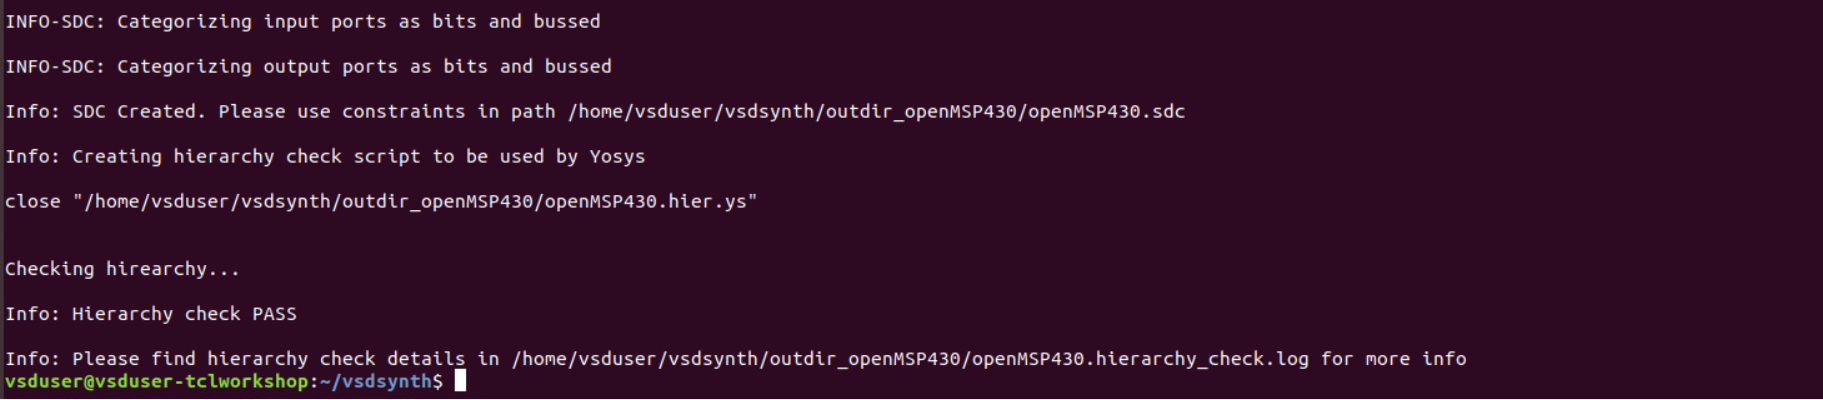 INFO-SDC: Categorizing input ports as bits and bussed
INFO-SDC: Categorizing output ports as bits and bussed
Info: SDC Created. Please use constraints in path /home/vsduser/vsdsynth/outdir_openMSP430/openMSP430.sdc
Info: Creating hierarchy check script to be used by Yosys
close "/home/vsduser/vsdsynth/outdir_openMSP430/openMSP430.hier.ys"
Checking hirearchy...
Info: Hierarchy check PASS
Info: Please find hierarchy check details in /home/vsduser/vsdsynth/outdir_openMSP430/openMSP430.hierarchy_check.log for more info
vsduser@vsduser-tclworkshop:~/vsdsynth$